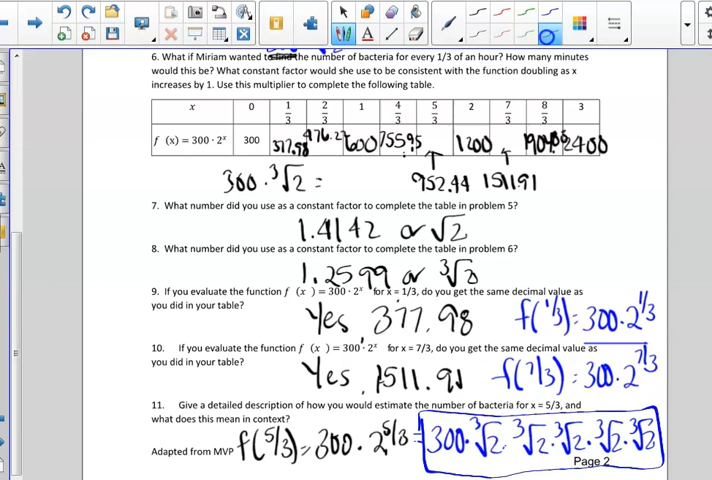 6. What if Miriam wanted to find the number of bacteria for every 1/3 of an hour? How many minutes
would this be? What constant factor would she use to be consistent with the function doubling as x
increases by 1. Use this multiplier to complete the following table.
x 0 1/3 2/3 1 4/3 5/3 2 7/3 8/3 3
f (x) = 300 · 2ˣ 300 377.98 476.2 600 755.95 1200 2400
300 · ³√2 = 952.44 1511.91
7. What number did you use as a constant factor to complete the table in problem 5?
1.4142 or √2
8. What number did you use as a constant factor to complete the table in problem 6?
1.2599 or ³√2
9. If you evaluate the function f (x) = 300 · 2ˣ for x = 1/3, do you get the same decimal value as
you did in your table?
Yes 377.98 f(1/3) = 300 · 2^1/3
10. If you evaluate the function f (x) = 300 · 2ˣ for x = 7/3, do you get the same decimal value as
you did in your table?
Yes 1511.91 f(7/3) = 300 · 2^7/3
11. Give a detailed description of how you would estimate the number of bacteria for x = 5/3, and
what does this mean in context?
f(5/3) = 300 · 2^5/3 = 300 · ³√2 · ³√2 · ³√2 · ³√2 · ³√2
Adapted from MVP
Page 2